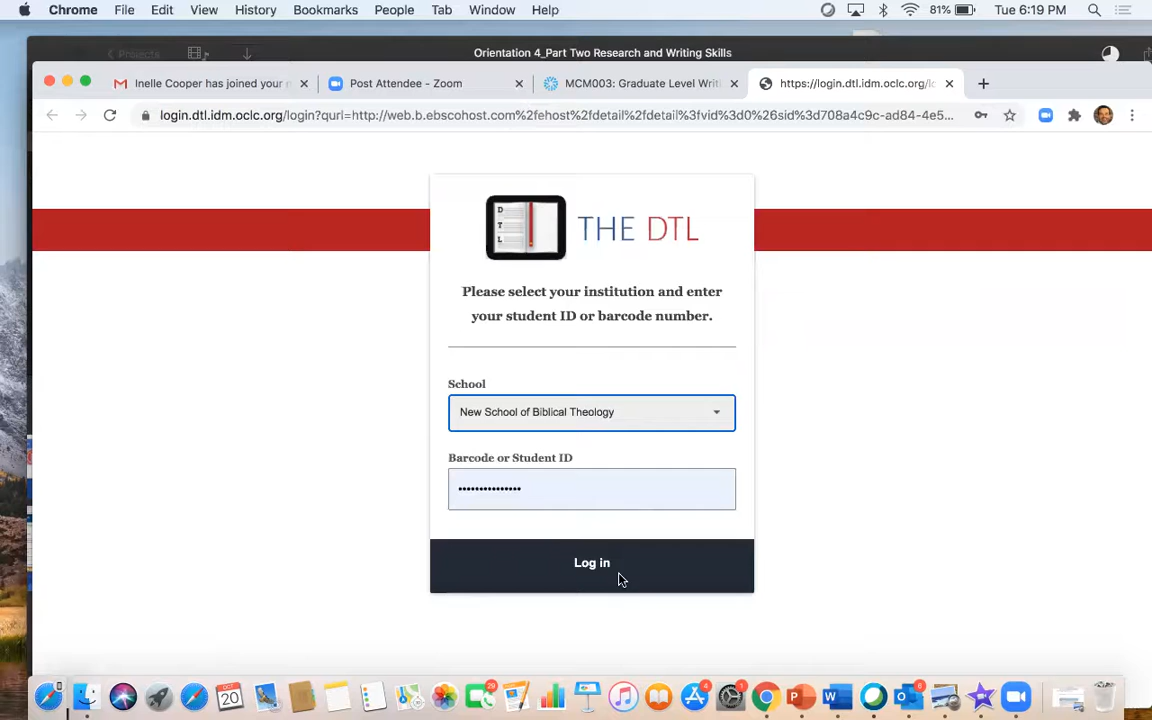 Chrome File Edit View History Bookmarks People Tab Window Help 81% Tue 6:19 PM
Projects Orientation 4_Part Two Research and Writing Skills
Inelle Cooper has joined your Post Attendee - Zoom MCM003: Graduate Level Writi https://login.dtl.idm.oclc.org/l
login.dtl.idm.oclc.org/login?qurl=http://web.b.ebscohost.com%2fehost%2fdetail%2fdetail%3fvid%3d0%26sid%3d708a4c9c-ad84-4e5...
D T L THE DTL
Please select your institution and enter
your student ID or barcode number.
School
New School of Biblical Theology
Barcode or Student ID
•••••••••••••••
Log in
OCT 20